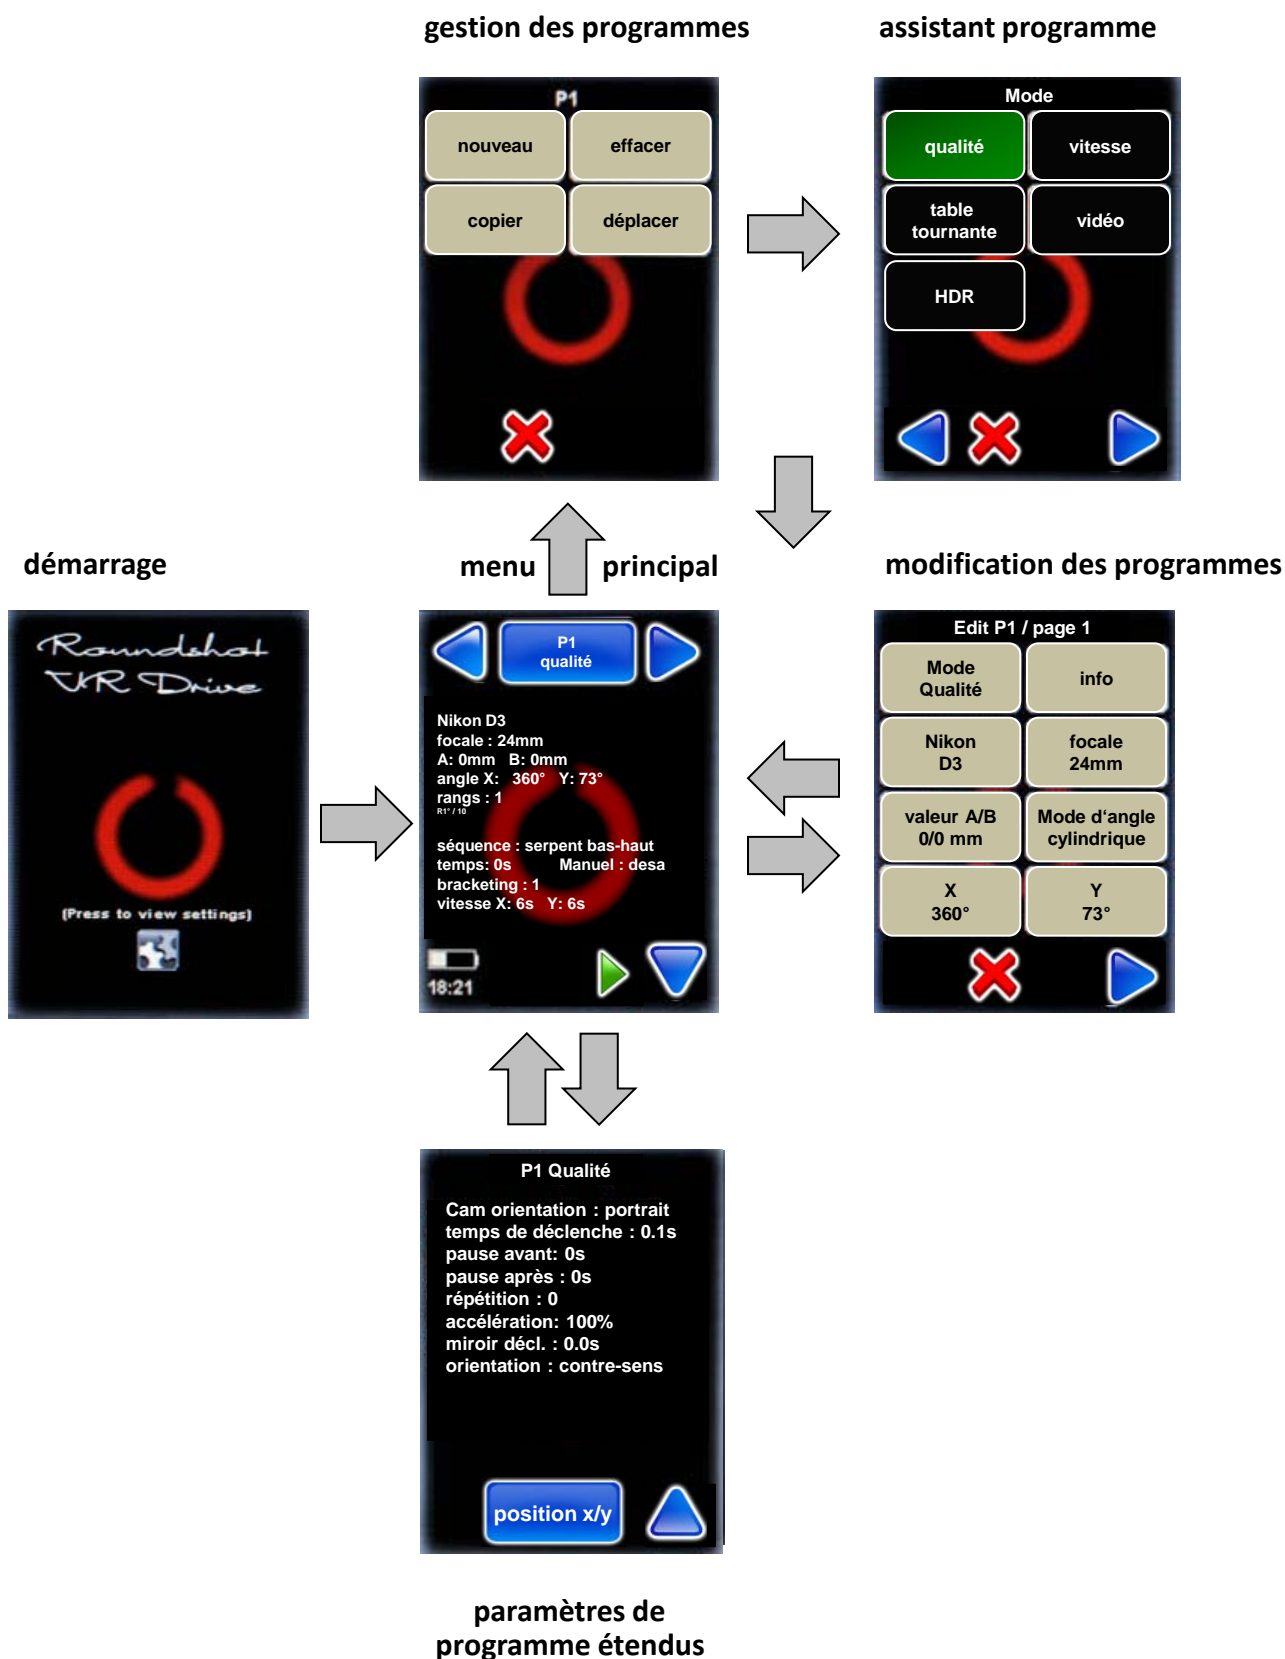 gestion des programmes
assistant programme
P1
nouveau
effacer
copier
déplacer
Mode
qualité
vitesse
table
tournante
vidéo
HDR
démarrage
menu principal
modification des programmes
Roundshot
VR Drive
(Press to view settings)
P1
qualité
Nikon D3
focale : 24mm
A: 0mm B: 0mm
angle X: 360° Y: 73°
rangs : 1
R1° / 10
séquence : serpent bas-haut
temps: 0s Manuel : desa
bracketing : 1
vitesse X: 6s Y: 6s
18:21
Edit P1 / page 1
Mode
Qualité
info
Nikon
D3
focale
24mm
valeur A/B
0/0 mm
Mode d‘angle
cylindrique
X
360°
Y
73°
P1 Qualité
Cam orientation : portrait
temps de déclenche : 0.1s
pause avant: 0s
pause après : 0s
répétition : 0
accélération: 100%
miroir décl. : 0.0s
orientation : contre-sens
position x/y
paramètres de
programme étendus